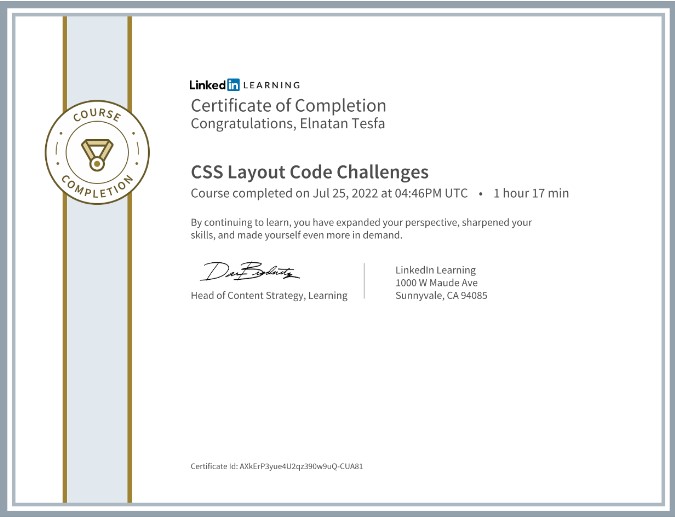 COURSE
COMPLETION
Linked in LEARNING
Certificate of Completion
Congratulations, Elnatan Tesfa
CSS Layout Code Challenges
Course completed on Jul 25, 2022 at 04:46PM UTC • 1 hour 17 min
By continuing to learn, you have expanded your perspective, sharpened your
skills, and made yourself even more in demand.
Head of Content Strategy, Learning
LinkedIn Learning
1000 W Maude Ave
Sunnyvale, CA 94085
Certificate Id: AXkErP3yue4U2qz390w9uQ-CUA81